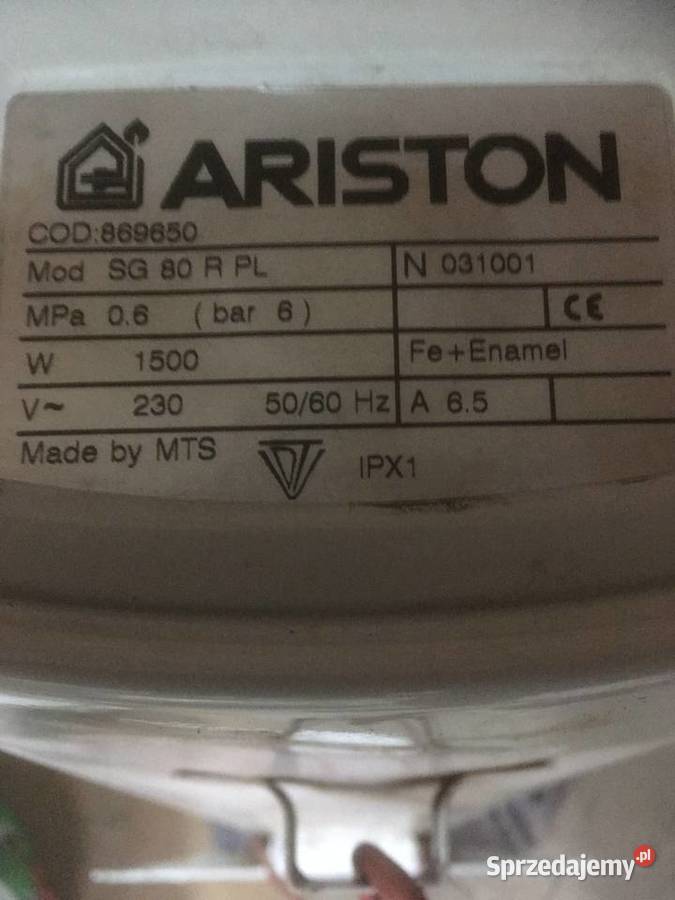 ARISTON
COD:869650
Mod SG 80 R PL N 031001
MPa 0.6 ( bar 6 ) CE
W 1500 Fe+Enamel
V~ 230 50/60 Hz A 6.5
Made by MTS IPX1
Sprzedajemy.pl